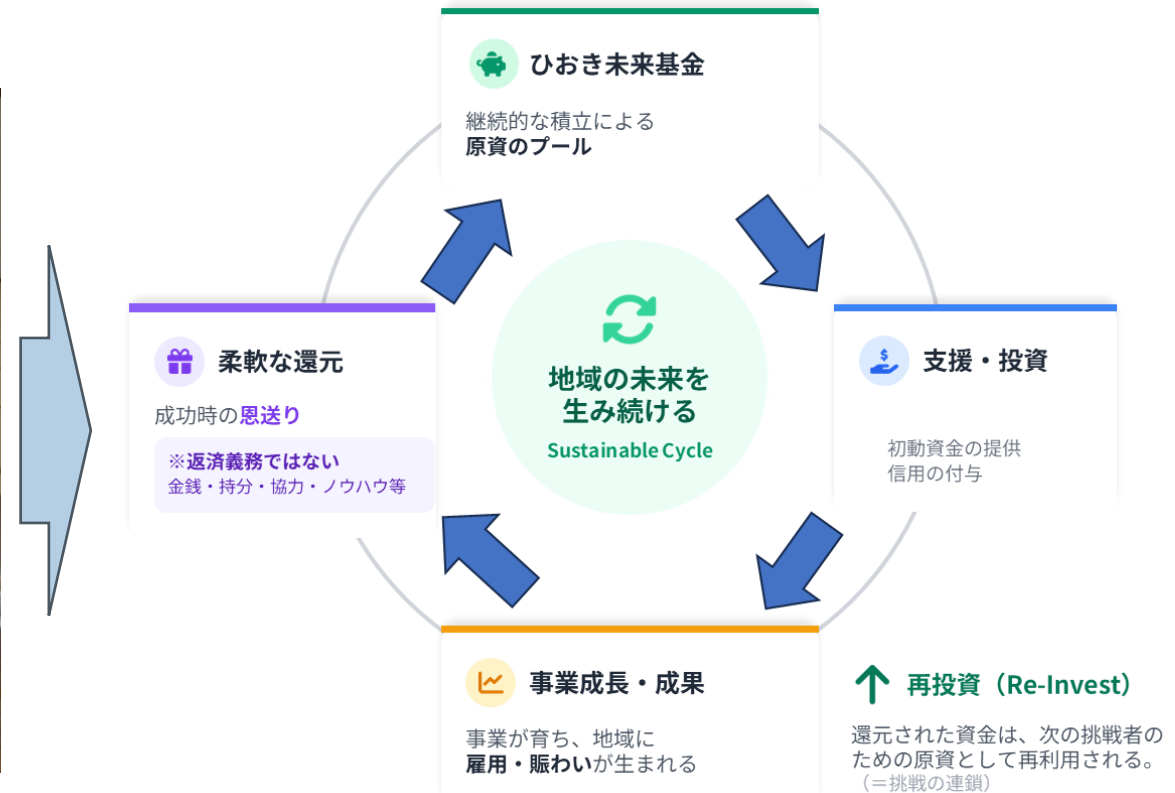 ひおき未来基金
継続的な積立による
原資のプール
柔軟な還元
成功時の恩送り
※返済義務ではない
金銭・持分・協力・ノウハウ等
地域の未来を
生み続ける
Sustainable Cycle
支援・投資
初動資金の提供
信用の付与
事業成長・成果
事業が育ち、地域に
雇用・賑わいが生まれる
再投資（Re-Invest）
還元された資金は、次の挑戦者の
ための原資として再利用される。
（＝挑戦の連鎖）